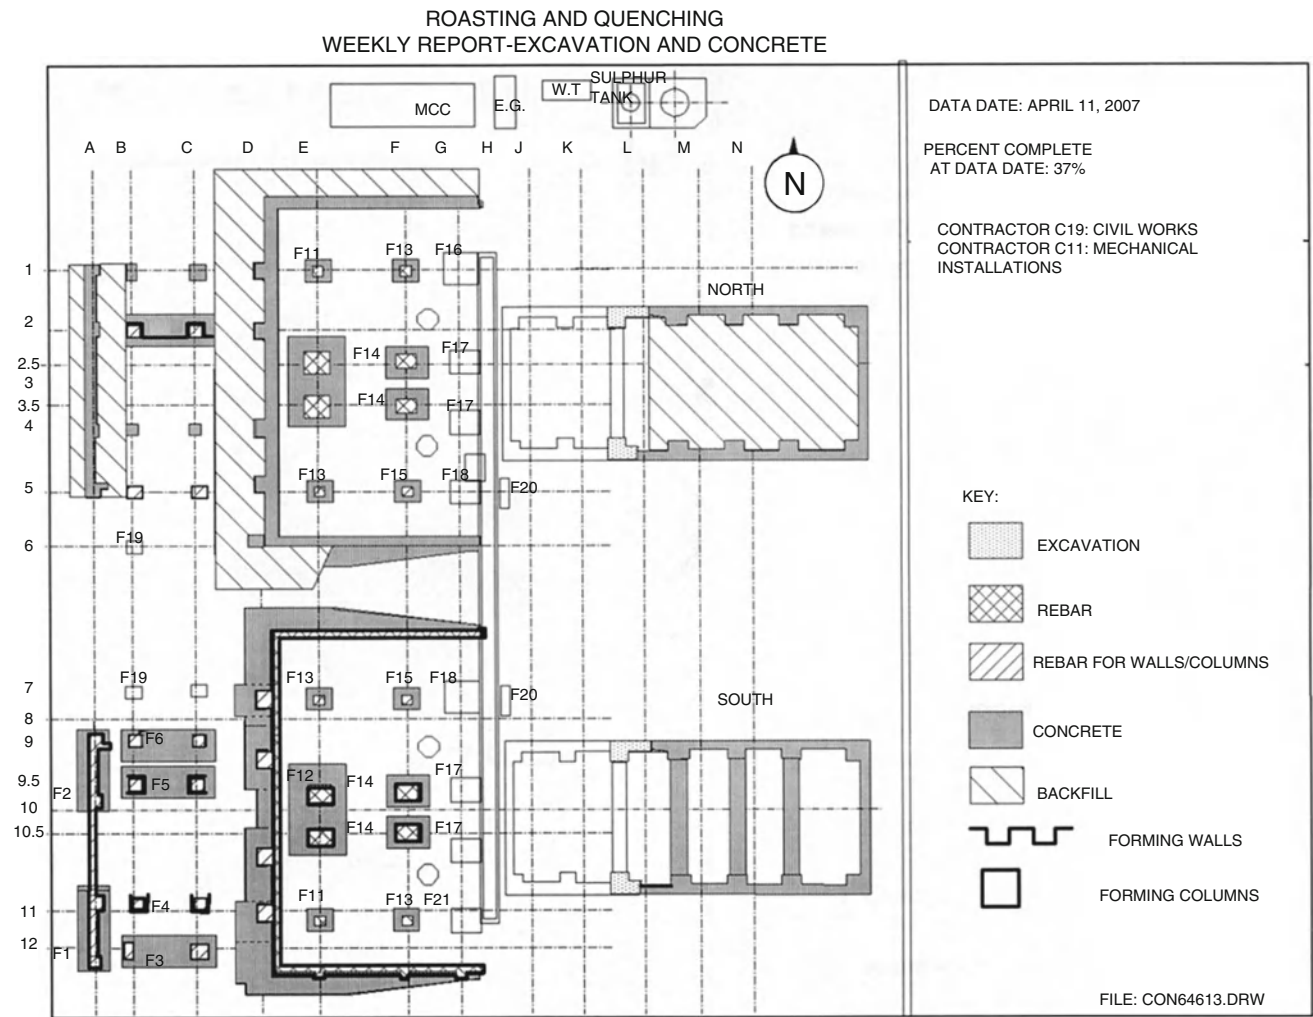 ROASTING AND QUENCHING
WEEKLY REPORT-EXCAVATION AND CONCRETE
MCC
E.G.
W.T
SULPHUR
TANK
A B C D E F G H J K L M N
N
DATA DATE: APRIL 11, 2007
PERCENT COMPLETE
AT DATA DATE: 37%
CONTRACTOR C19: CIVIL WORKS
CONTRACTOR C11: MECHANICAL
INSTALLATIONS
1
F11 F13 F16
NORTH
2
2.5
F14 F17
3
3.5
F14 F17
4
5
F13 F15 F18 F20
6
F19
7
F19 F13 F15 F18 F20
SOUTH
8
9
F6
9.5
F2 F5 F12 F14 F17
10
10.5
F14 F17
11
F4 F11 F13 F21
12
F1 F3
KEY:
EXCAVATION
REBAR
REBAR FOR WALLS/COLUMNS
CONCRETE
BACKFILL
FORMING WALLS
FORMING COLUMNS
FILE: CON64613.DRW